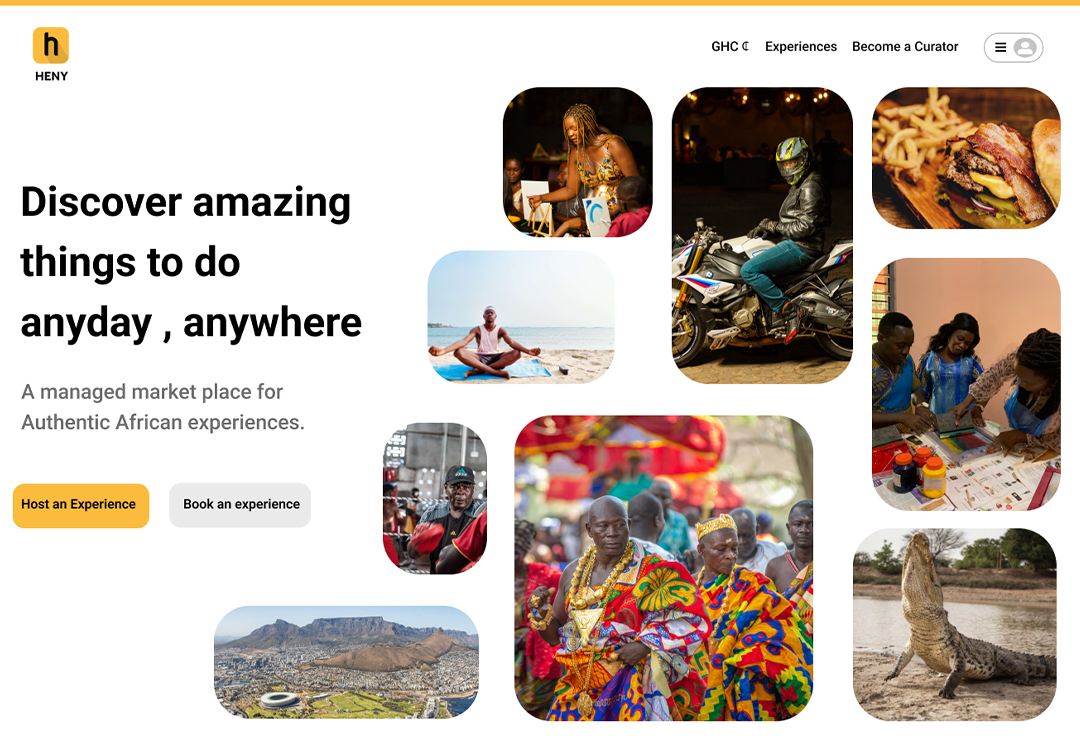 h
HENY
GHC ₵
Experiences
Become a Curator
Discover amazing
things to do
anyday , anywhere
A managed market place for
Authentic African experiences.
Host an Experience
Book an experience